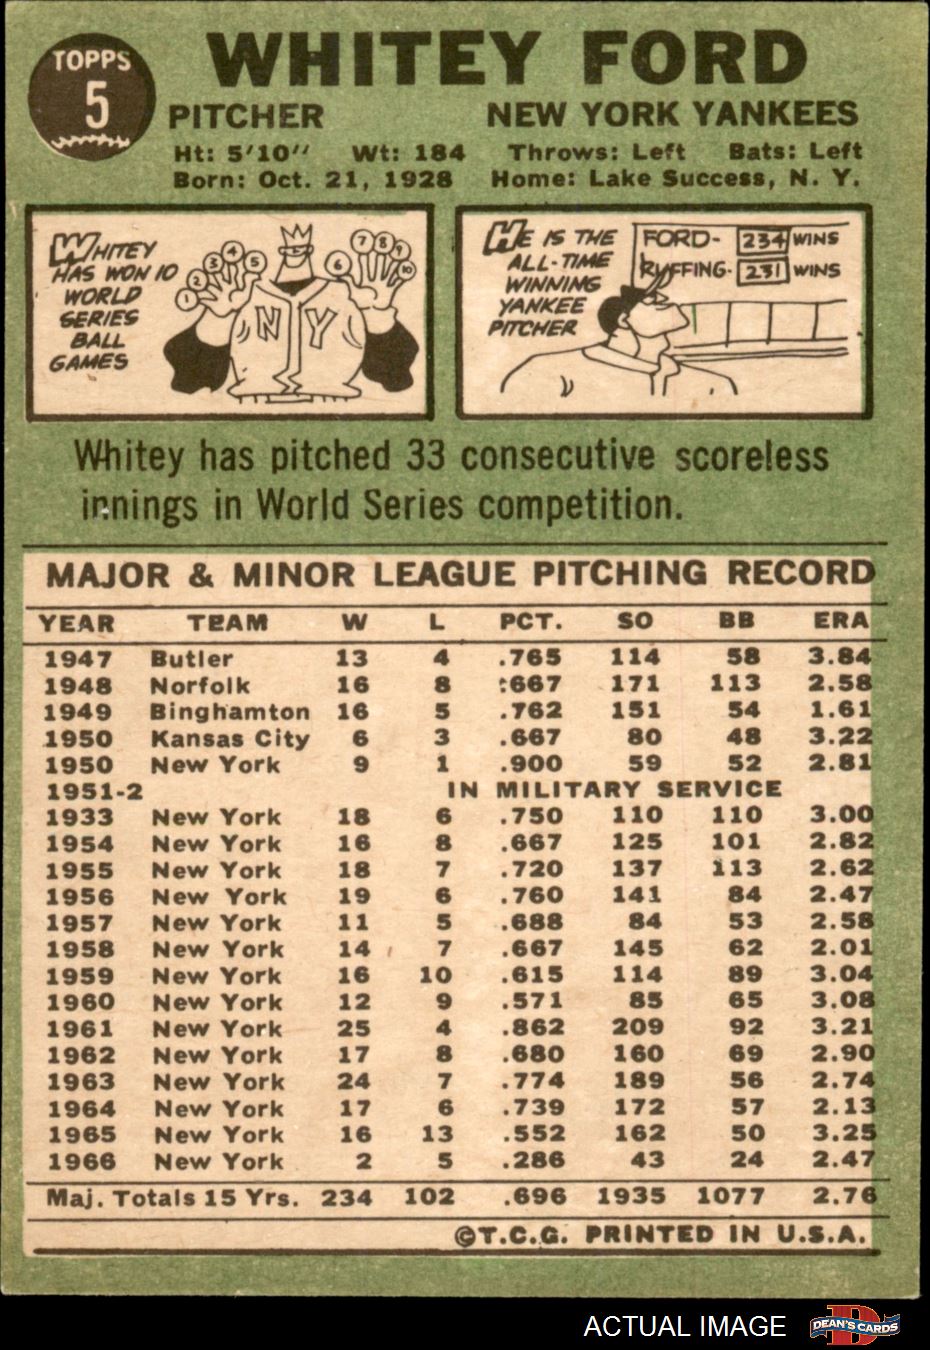 TOPPS
5
WHITEY FORD
PITCHER NEW YORK YANKEES
Ht: 5'10" Wt: 184 Throws: Left Bats: Left
Born: Oct. 21, 1928 Home: Lake Success, N. Y.
WHITEY
HAS WON 10
WORLD
SERIES
BALL
GAMES
1 2 3 4 5 6 7 8 9 10
NY
HE IS THE
ALL-TIME
WINNING
YANKEE
PITCHER
FORD- 234 WINS
RUFFING- 231 WINS
Whitey has pitched 33 consecutive scoreless
innings in World Series competition.
MAJOR & MINOR LEAGUE PITCHING RECORD
YEAR TEAM W L PCT. SO BB ERA
1947 Butler 13 4 .765 114 58 3.84
1948 Norfolk 16 8 .667 171 113 2.58
1949 Binghamton 16 5 .762 151 54 1.61
1950 Kansas City 6 3 .667 80 48 3.22
1950 New York 9 1 .900 59 52 2.81
1951-2 IN MILITARY SERVICE
1933 New York 18 6 .750 110 110 3.00
1954 New York 16 8 .667 125 101 2.82
1955 New York 18 7 .720 137 113 2.62
1956 New York 19 6 .760 141 84 2.47
1957 New York 11 5 .688 84 53 2.58
1958 New York 14 7 .667 145 62 2.01
1959 New York 16 10 .615 114 89 3.04
1960 New York 12 9 .571 85 65 3.08
1961 New York 25 4 .862 209 92 3.21
1962 New York 17 8 .680 160 69 2.90
1963 New York 24 7 .774 189 56 2.74
1964 New York 17 6 .739 172 57 2.13
1965 New York 16 13 .552 162 50 3.25
1966 New York 2 5 .286 43 24 2.47
Maj. Totals 15 Yrs. 234 102 .696 1935 1077 2.76
©T.C.G. PRINTED IN U.S.A.
ACTUAL IMAGE
DEAN'S CARDS